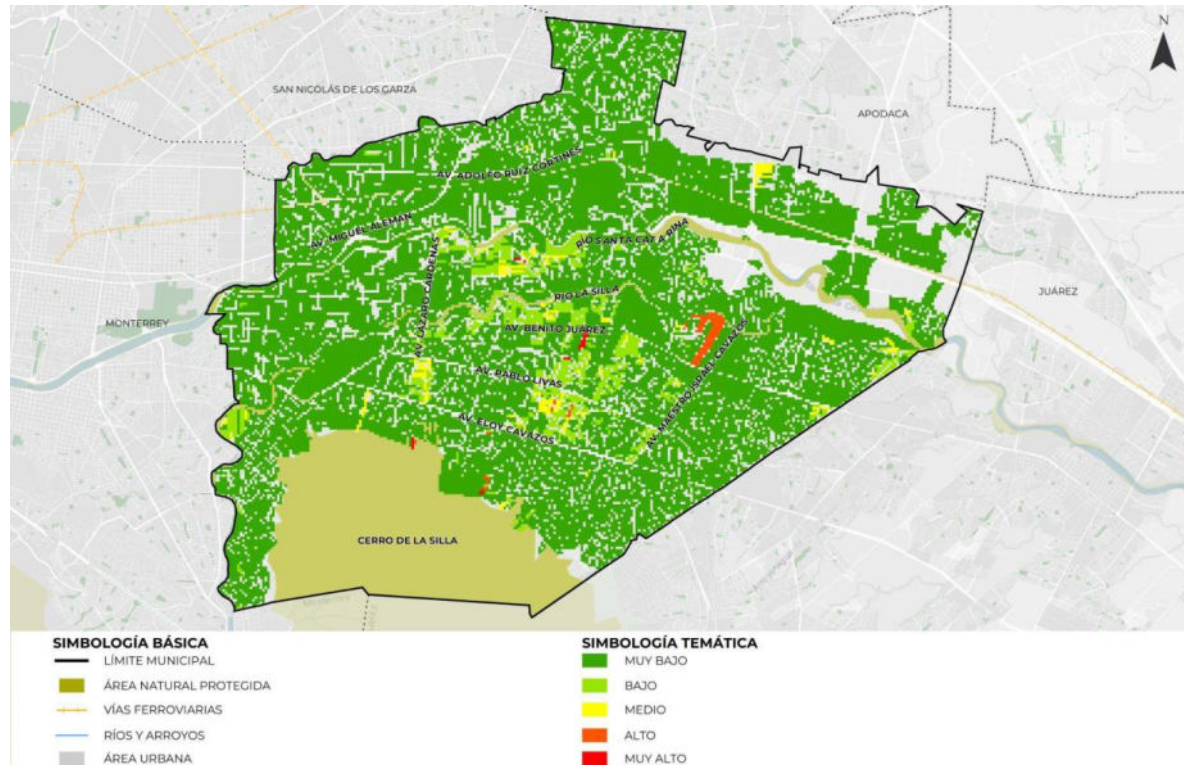 N
SAN NICOLÁS DE LOS GARZA
APODACA
AV. ADOLFO RUIZ CORTINES
AV. MIGUEL ALEMÁN
RÍO SANTA CATARINA
AV. LÁZARO CÁRDENAS
RÍO LA SILLA
JUÁREZ
MONTERREY
AV. BENITO JUÁREZ
AV. PABLO LIVAS
AV. MAESTRO ISRAEL CAVAZOS
AV. ELOY CAVAZOS
CERRO DE LA SILLA
SIMBOLOGÍA BÁSICA
LÍMITE MUNICIPAL
ÁREA NATURAL PROTEGIDA
VÍAS FERROVIARIAS
RÍOS Y ARROYOS
ÁREA URBANA
SIMBOLOGÍA TEMÁTICA
MUY BAJO
BAJO
MEDIO
ALTO
MUY ALTO